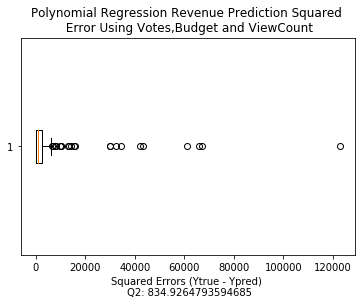 Polynomial Regression Revenue Prediction Squared
Error Using Votes,Budget and ViewCount
1
0 20000 40000 60000 80000 100000 120000
Squared Errors (Ytrue - Ypred)
Q2: 834.9264793594685